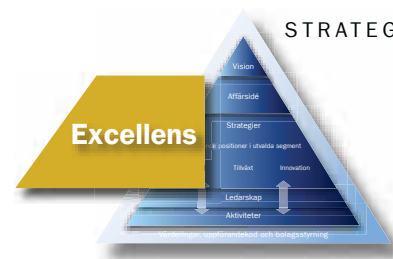 STRATEG
Vision
Affärsidé
Strategier
Excellens
positioner i utvalda segment
Tillväxt Innovation
Ledarskap
Aktiviteter
Värderingar, uppförandekod och bolagsstyrning